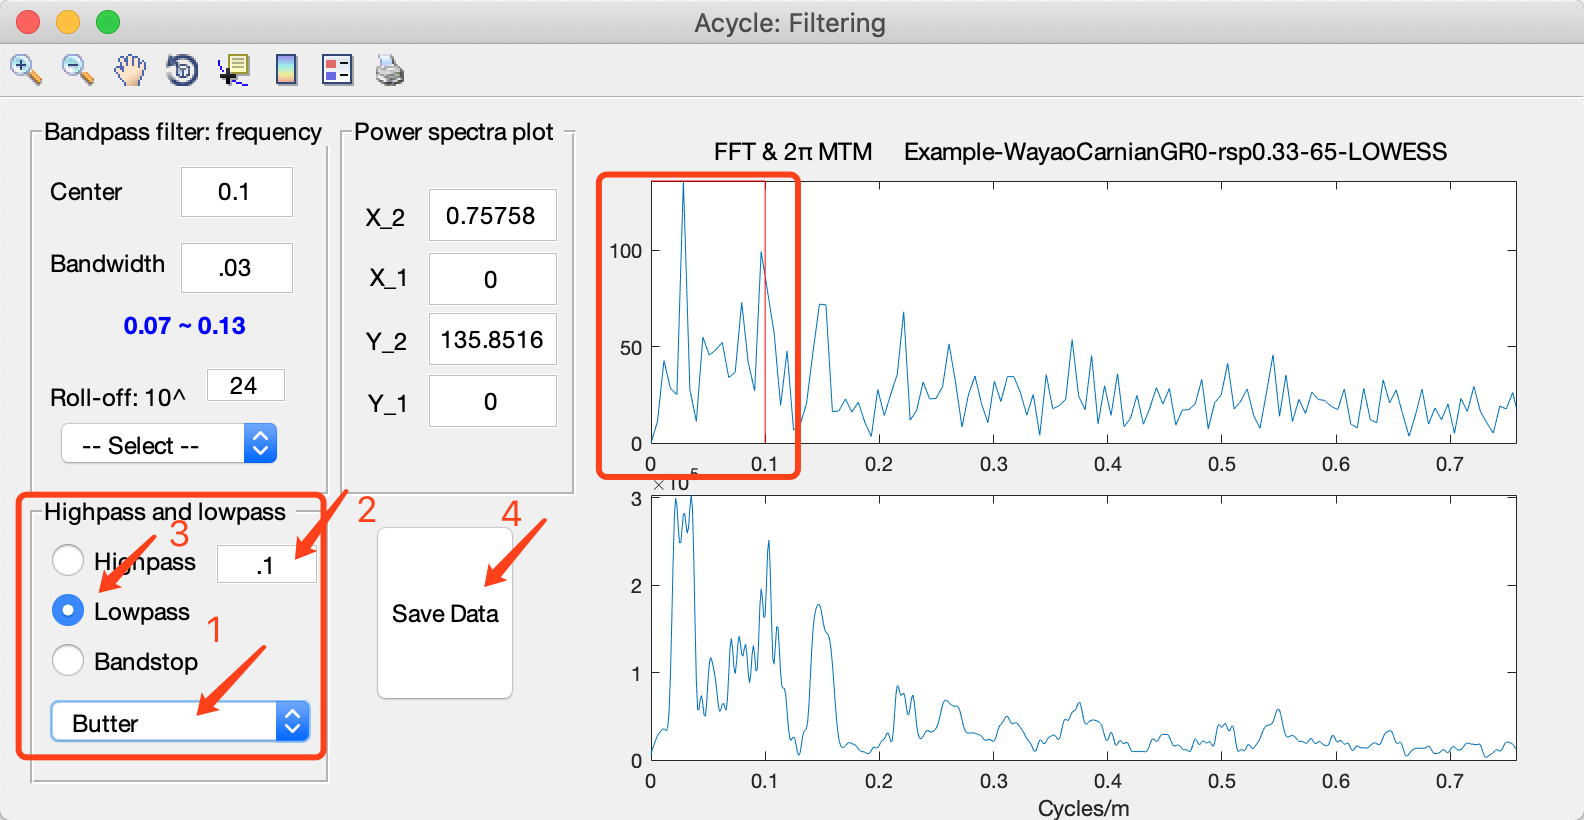 Acycle: Filtering
Bandpass filter: frequency
Center 0.1
Bandwidth .03
0.07 ~ 0.13
Roll-off: 10^ 24
-- Select --
Power spectra plot
X_2 0.75758
X_1 0
Y_2 135.8516
Y_1 0
Highpass and lowpass
2
3
Highpass .1
Lowpass
1
Bandstop
Butter
4
Save Data
FFT & 2π MTM Example-WayaoCarnianGR0-rsp0.33-65-LOWESS
100
50
0
0 0.1 0.2 0.3 0.4 0.5 0.6 0.7
×10^5
3
2
1
0
0 0.1 0.2 0.3 0.4 0.5 0.6 0.7
Cycles/m